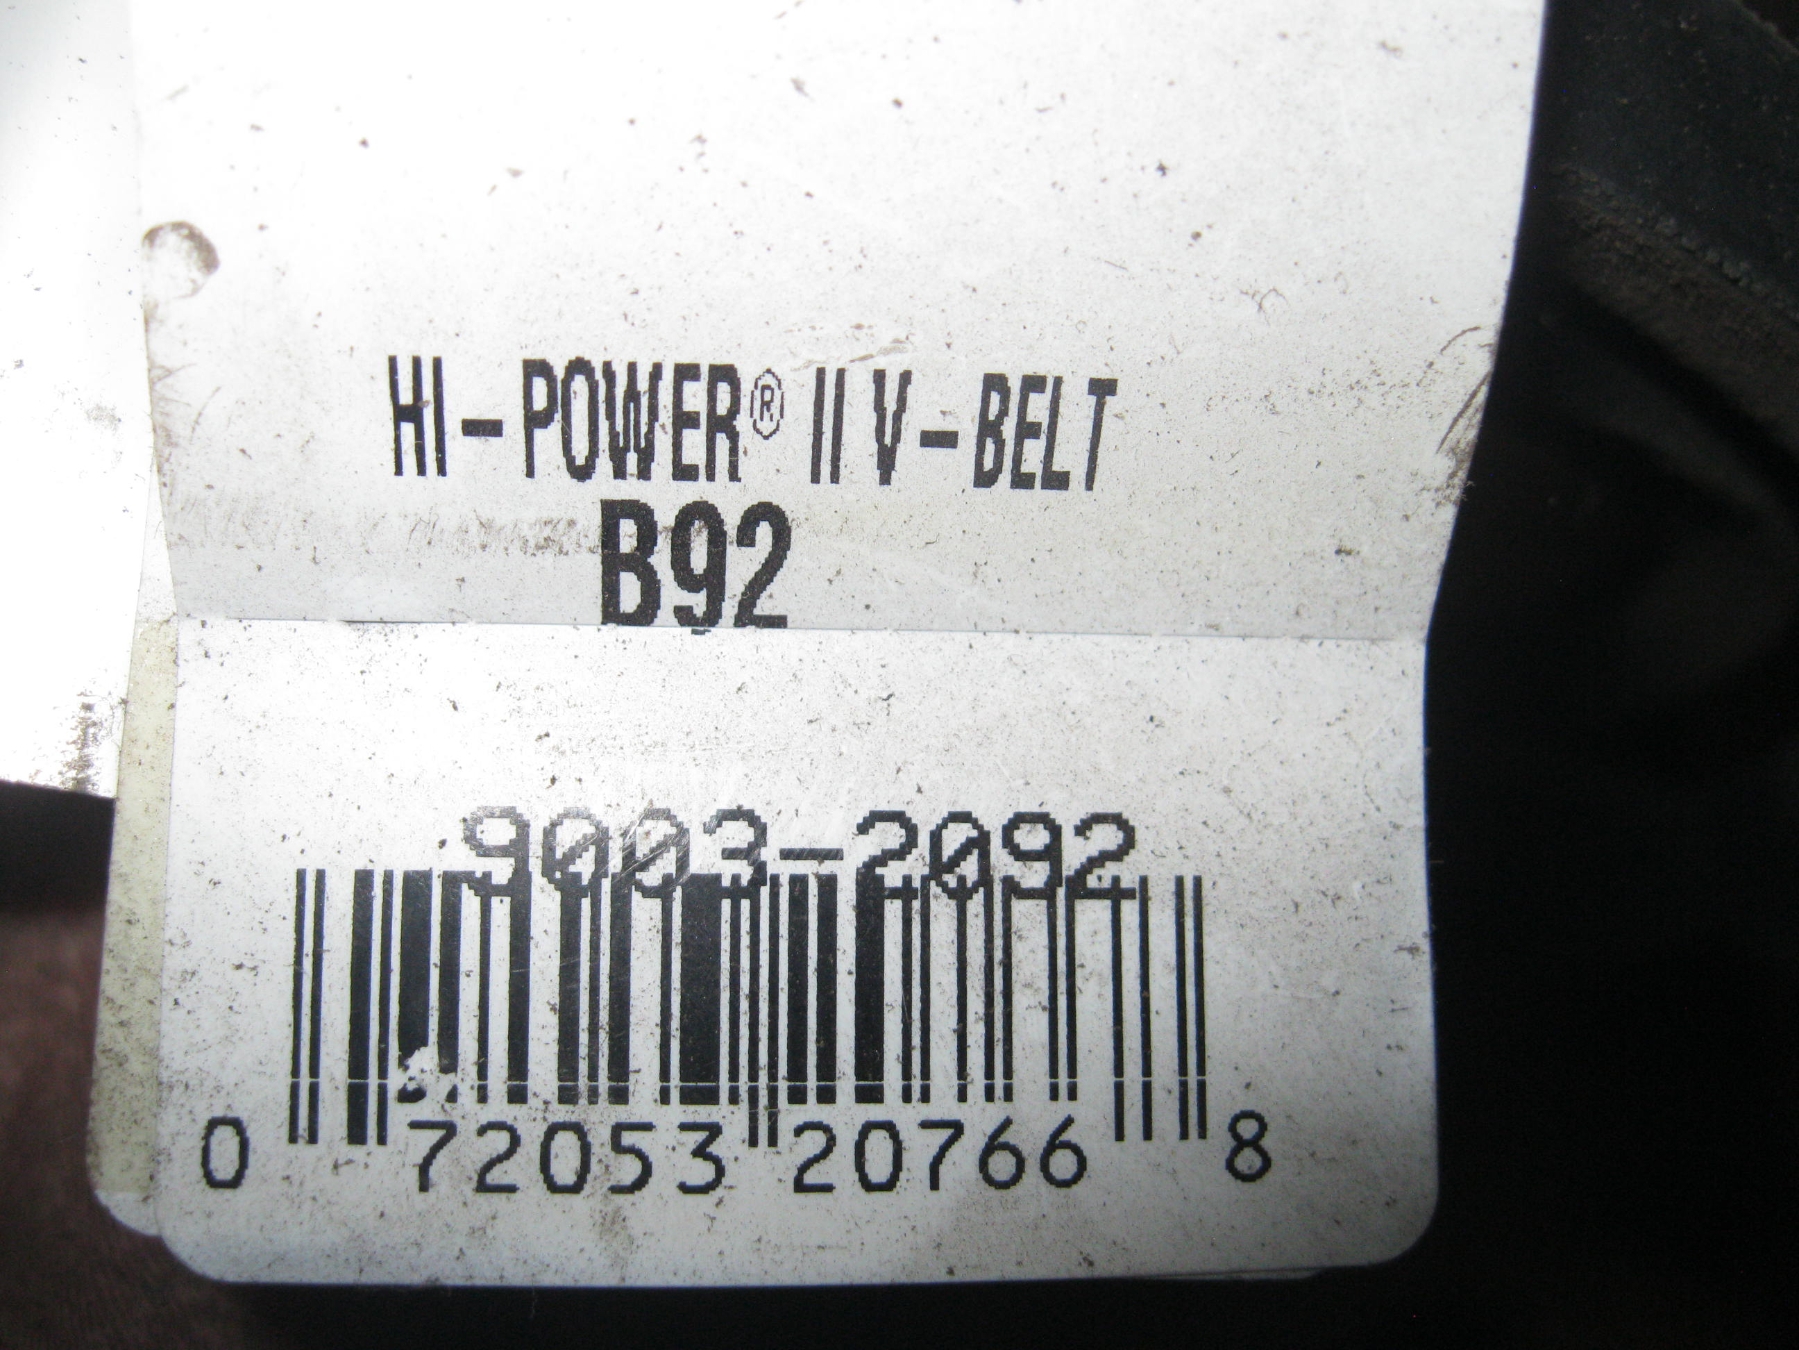 HI-POWER® II V-BELT
B92
9003-2092
0 72053 20766 8